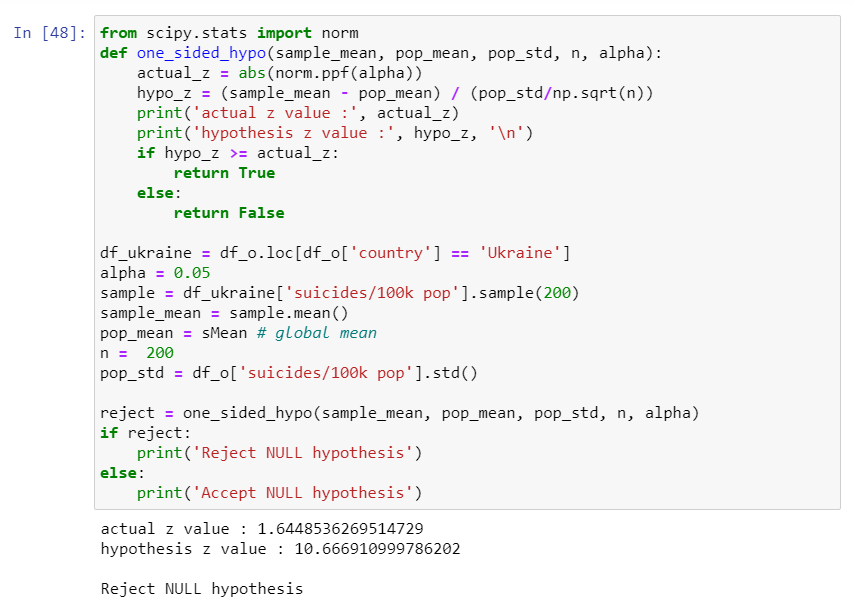 In [48]: from scipy.stats import norm
def one_sided_hypo(sample_mean, pop_mean, pop_std, n, alpha):
    actual_z = abs(norm.ppf(alpha))
    hypo_z = (sample_mean - pop_mean) / (pop_std/np.sqrt(n))
    print('actual z value :', actual_z)
    print('hypothesis z value :', hypo_z, '\n')
    if hypo_z >= actual_z:
        return True
    else:
        return False

df_ukraine = df_o.loc[df_o['country'] == 'Ukraine']
alpha = 0.05
sample = df_ukraine['suicides/100k pop'].sample(200)
sample_mean = sample.mean()
pop_mean = sMean # global mean
n =  200
pop_std = df_o['suicides/100k pop'].std()

reject = one_sided_hypo(sample_mean, pop_mean, pop_std, n, alpha)
if reject:
    print('Reject NULL hypothesis')
else:
    print('Accept NULL hypothesis')
actual z value : 1.6448536269514729
hypothesis z value : 10.666910999786202

Reject NULL hypothesis